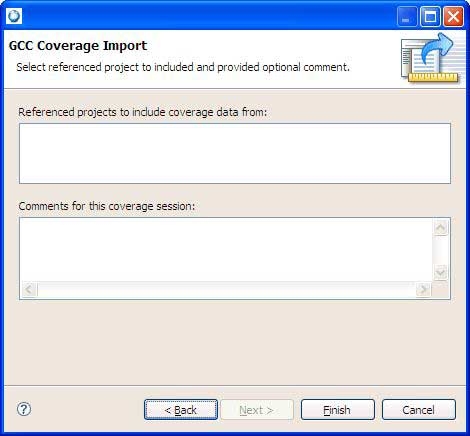 GCC Coverage Import
Select referenced project to included and provided optional comment.
Referenced projects to include coverage data from:
Comments for this coverage session:
?
< Back
Next >
Finish
Cancel